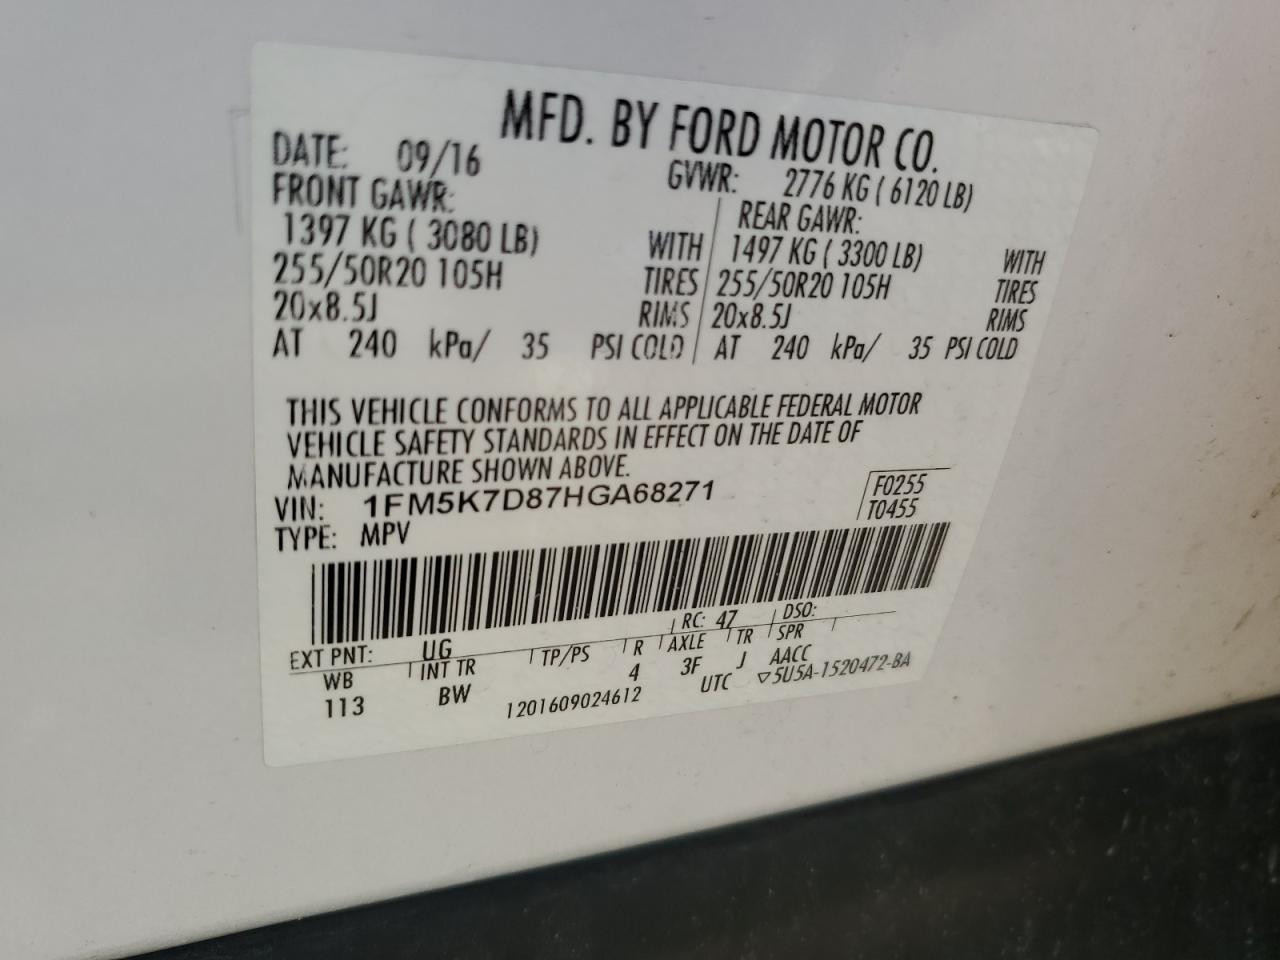 MFD. BY FORD MOTOR CO.
DATE: 09/16 GVWR: 2776 KG ( 6120 LB)
FRONT GAWR: REAR GAWR:
1397 KG ( 3080 LB) WITH 1497 KG ( 3300 LB) WITH
255/50R20 105H TIRES 255/50R20 105H TIRES
20x8.5J RIMS 20x8.5J RIMS
AT 240 kPa/ 35 PSI COLD AT 240 kPa/ 35 PSI COLD
THIS VEHICLE CONFORMS TO ALL APPLICABLE FEDERAL MOTOR
VEHICLE SAFETY STANDARDS IN EFFECT ON THE DATE OF
MANUFACTURE SHOWN ABOVE.
VIN: 1FM5K7D87HGA68271 F0255
TYPE: MPV T0455
EXT PNT: UG RC: 47 DSO:
WB INT TR TP/PS R AXLE TR SPR
113 BW 4 3F J AACC
1201609024612 UTC ▽5U5A-1520472-BA